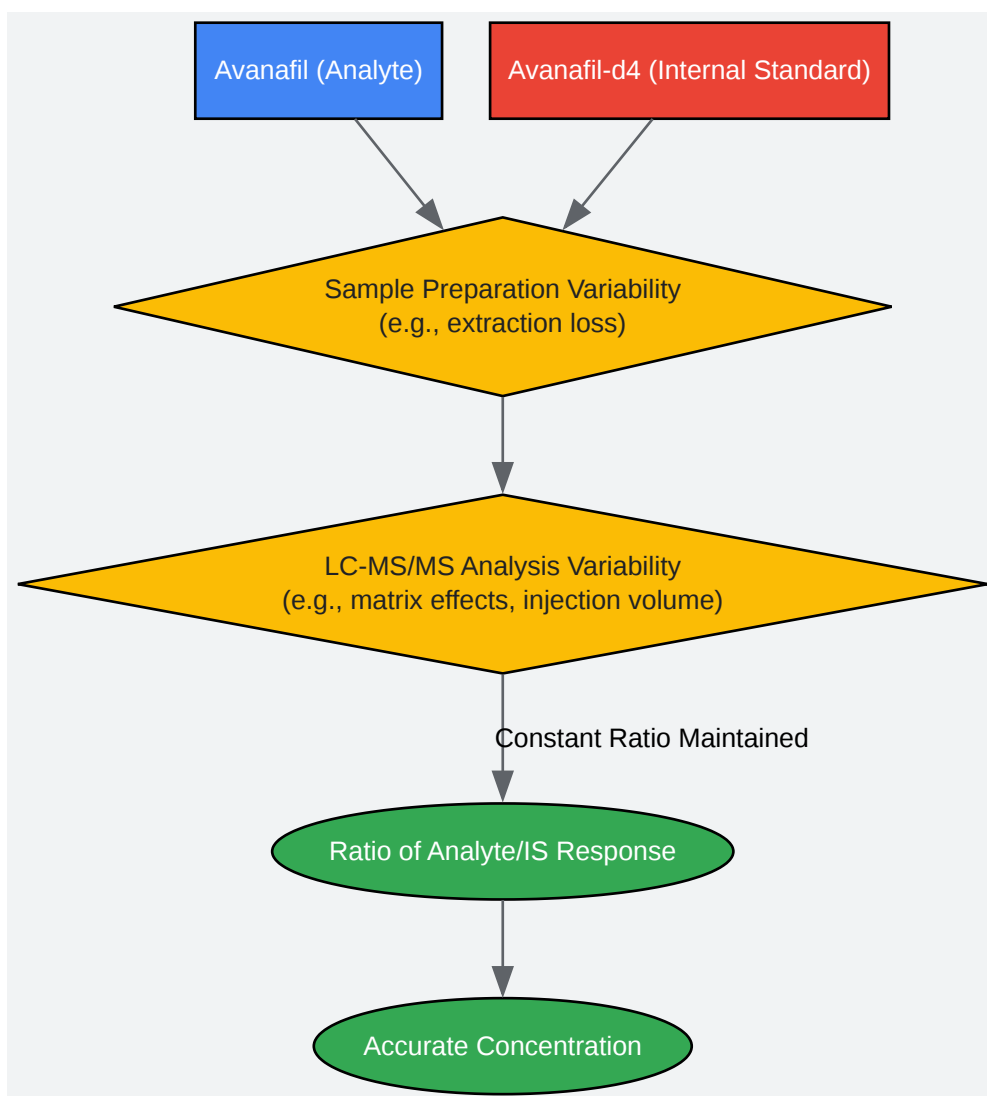 Avanafil (Analyte)
Avanafil-d4 (Internal Standard)
Sample Preparation Variability
(e.g., extraction loss)
LC-MS/MS Analysis Variability
(e.g., matrix effects, injection volume)
Constant Ratio Maintained
Ratio of Analyte/IS Response
Accurate Concentration